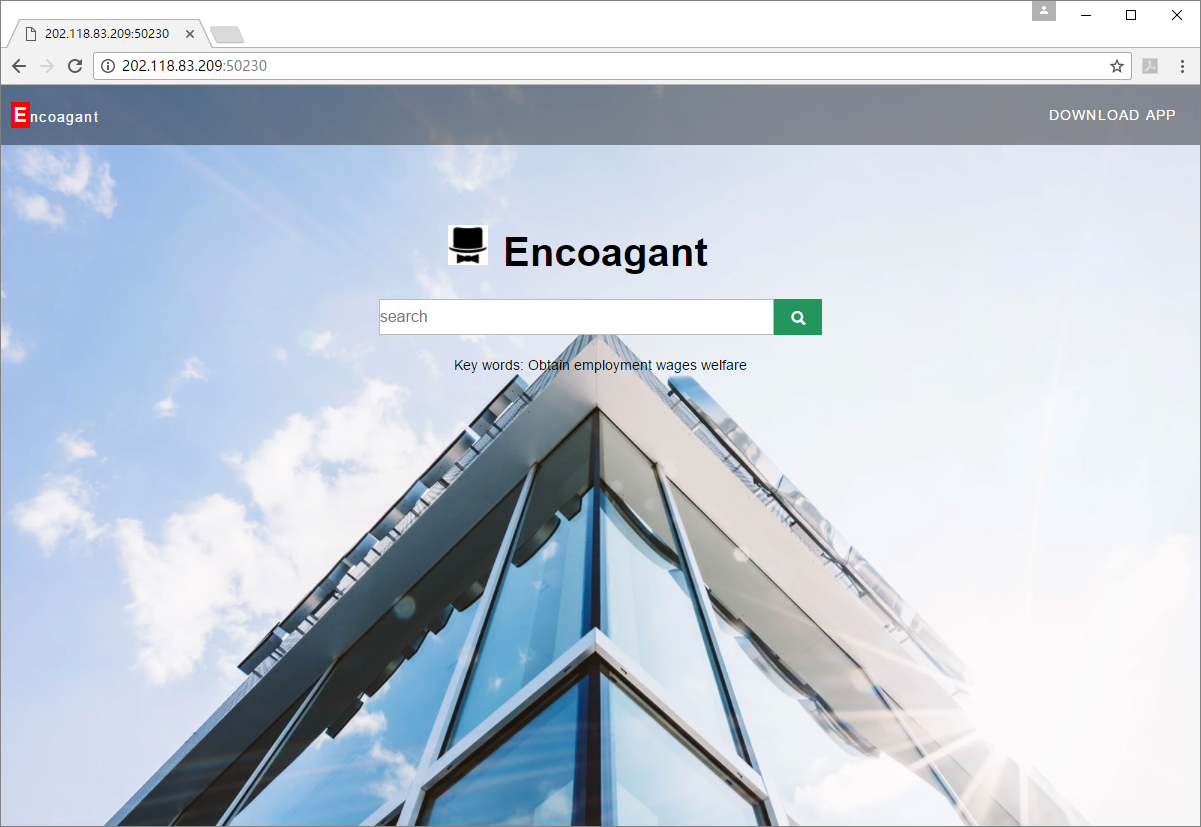 202.118.83.209:50230
202.118.83.209:50230
Encoagant
DOWNLOAD APP
Encoagant
search
Key words: Obtain employment wages welfare